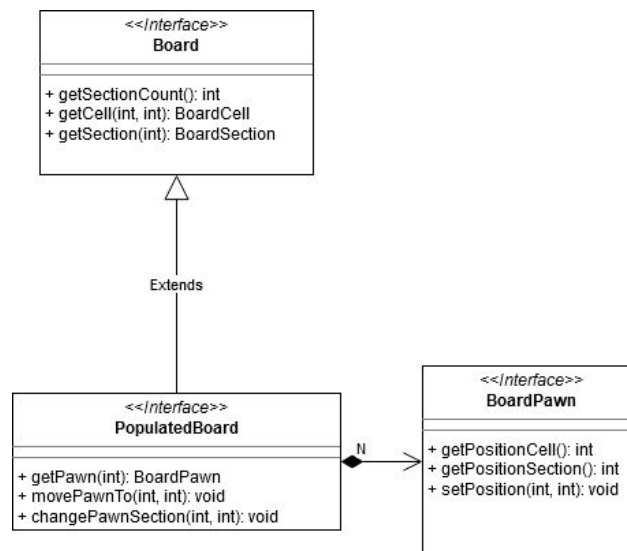 <<Interface>>
Board
+ getSectionCount(): int
+ getCell(int, int): BoardCell
+ getSection(int): BoardSection
Extends
<<Interface>>
PopulatedBoard
+ getPawn(int): BoardPawn
+ movePawnTo(int, int): void
+ changePawnSection(int, int): void
N
<<Interface>>
BoardPawn
+ getPositionCell(): int
+ getPositionSection(): int
+ setPosition(int, int): void